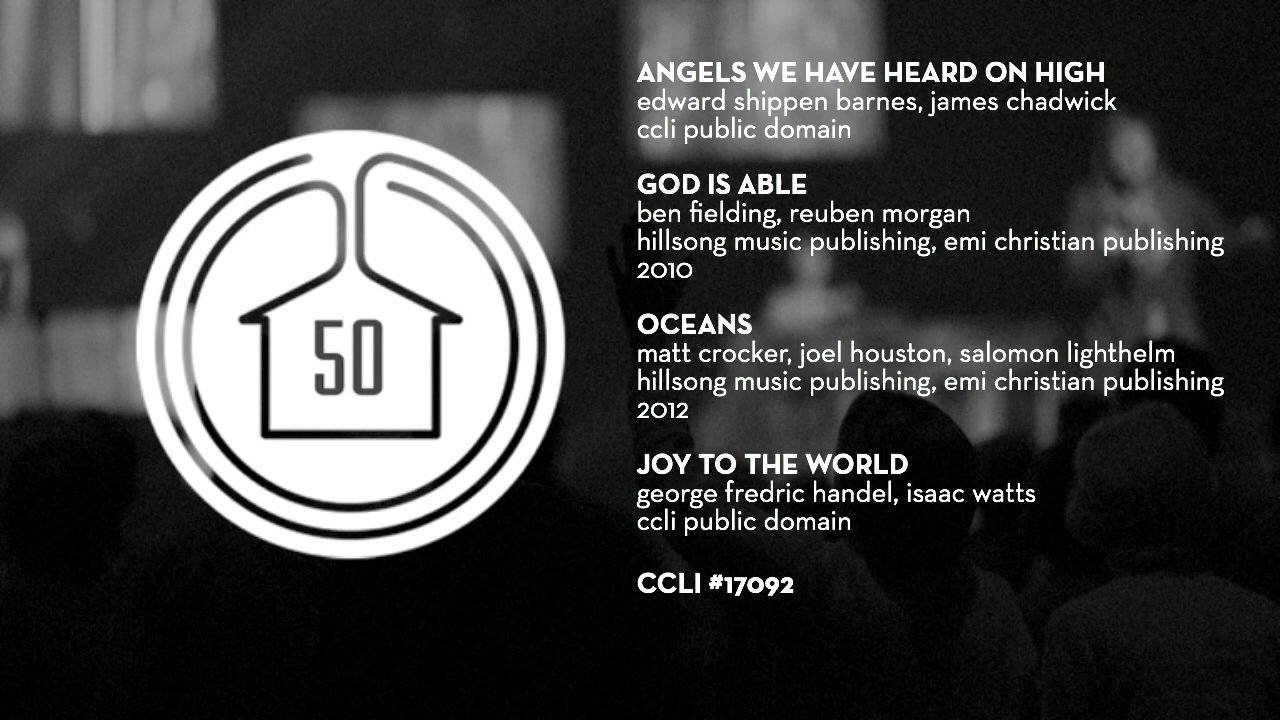 50
ANGELS WE HAVE HEARD ON HIGH
edward shippen barnes, james chadwick
ccli public domain
GOD IS ABLE
ben fielding, reuben morgan
hillsong music publishing, emi christian publishing
2010
OCEANS
matt crocker, joel houston, salomon lighthelm
hillsong music publishing, emi christian publishing
2012
JOY TO THE WORLD
george fredric handel, isaac watts
ccli public domain
CCLI #17092